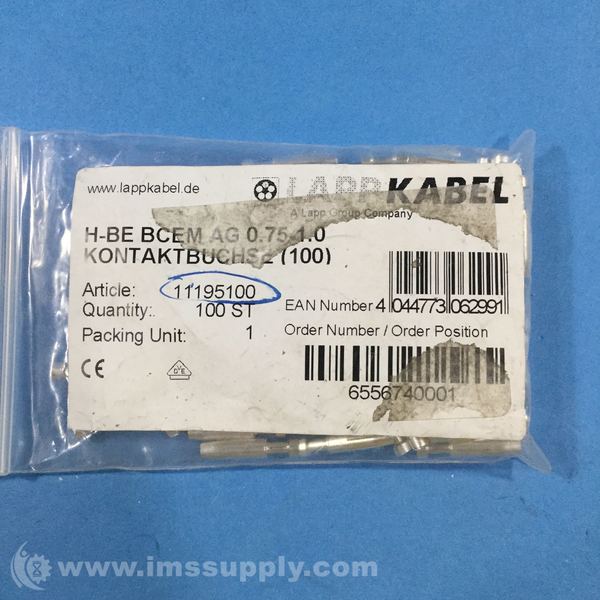 www.lappkabel.de
LAPP KABEL
A Lapp Group Company
H-BE BCEM AG 0.75-1.0
KONTAKTBUCHSE (100)
Article: 11195100
Quantity: 100 ST
Packing Unit: 1
EAN Number 4 044773 062991
Order Number / Order Position
6556740001
CE
VDE
www.imssupply.com